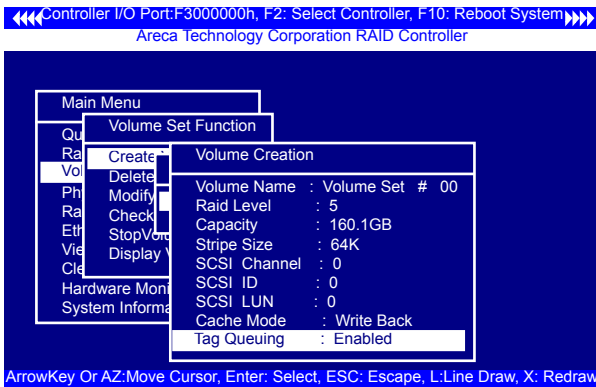 Controller I/O Port:F3000000h, F2: Select Controller, F10: Reboot System
Areca Technology Corporation RAID Controller
Main Menu
Volume Set Function
Volume Creation
Create
Delete
Modify
Check
Display
Hardware
System
Volume Name : Volume Set # 00
Raid Level : 5
Capacity : 160.1GB
Stripe Size : 64K
SCSI Channel : 0
SCSI ID : 0
SCSI LUN : 0
Cache Mode : Write Back
Tag Queuing : Enabled
ArrowKey Or AZ:Move Cursor, Enter: Select, ESC: Escape, L:Line Draw, X: Redraw